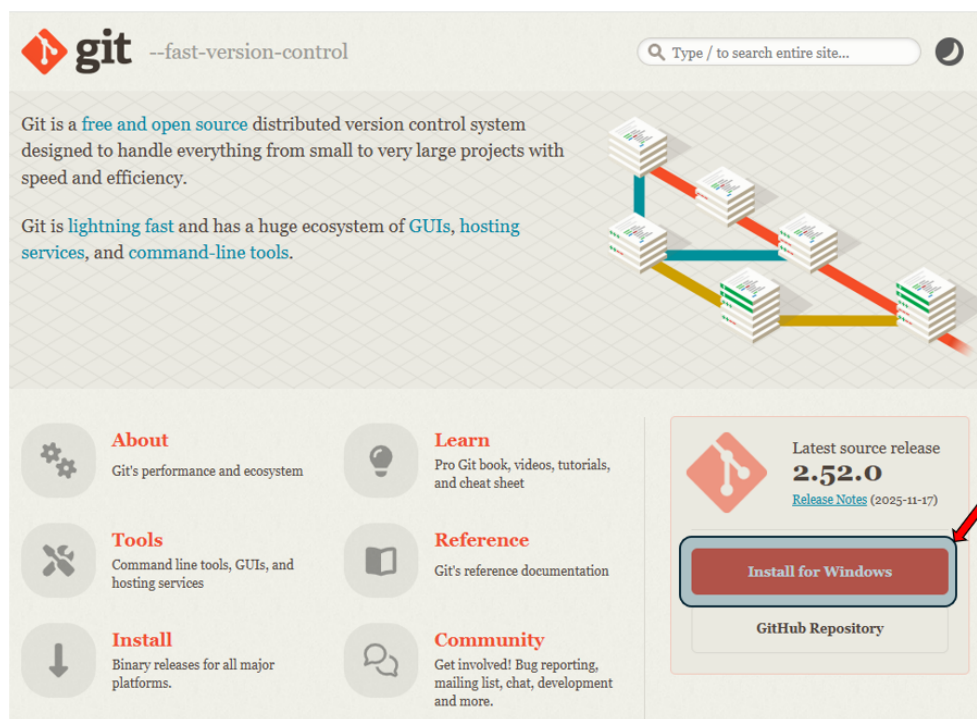 git --fast-version-control
Type / to search entire site...
Git is a free and open source distributed version control system
designed to handle everything from small to very large projects with
speed and efficiency.
Git is lightning fast and has a huge ecosystem of GUIs, hosting
services, and command-line tools.
About
Git's performance and ecosystem
Learn
Pro Git book, videos, tutorials,
and cheat sheet
Tools
Command line tools, GUIs, and
hosting services
Reference
Git's reference documentation
Install
Binary releases for all major
platforms.
Community
Get involved! Bug reporting,
mailing list, chat, development
and more.
Latest source release
2.52.0
Release Notes (2025-11-17)
Install for Windows
GitHub Repository